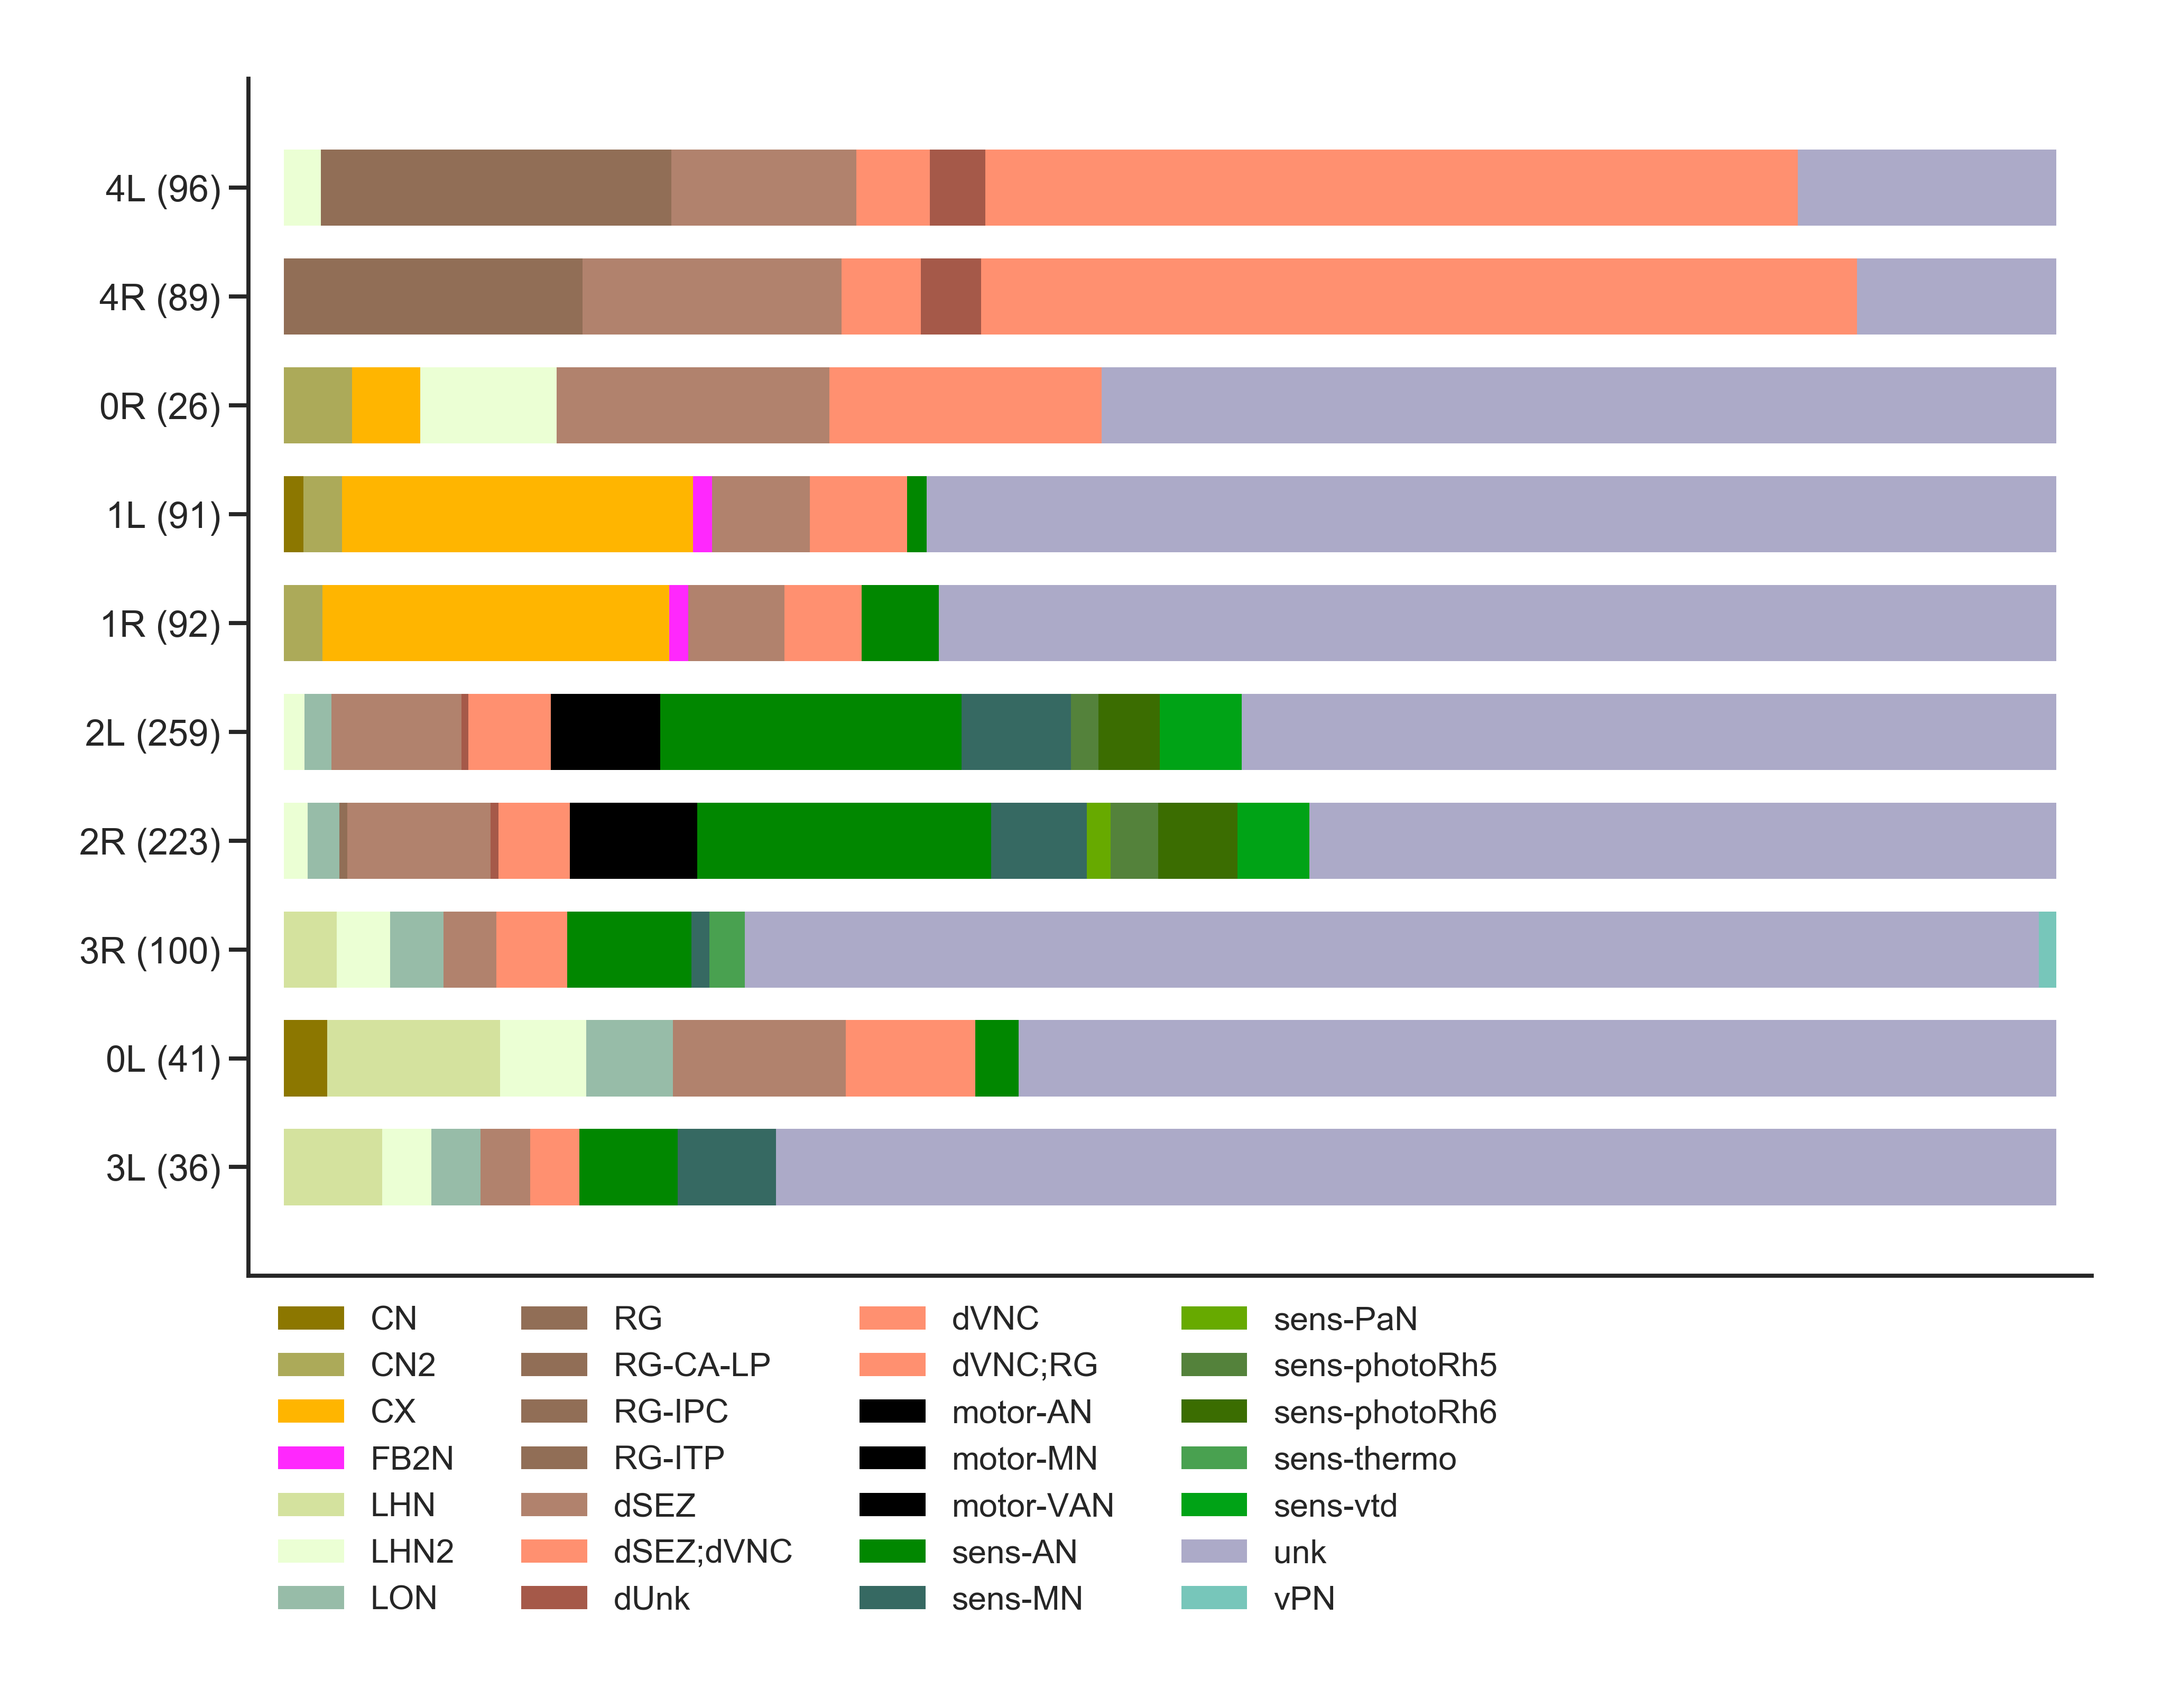 4L (96)
4R (89)
0R (26)
1L (91)
1R (92)
2L (259)
2R (223)
3R (100)
0L (41)
3L (36)
CN
CN2
CX
FB2N
LHN
LHN2
LON
RG
RG-CA-LP
RG-IPC
RG-ITP
dSEZ
dSEZ;dVNC
dUnk
dVNC
dVNC;RG
motor-AN
motor-MN
motor-VAN
sens-AN
sens-MN
sens-PaN
sens-photoRh5
sens-photoRh6
sens-thermo
sens-vtd
unk
vPN